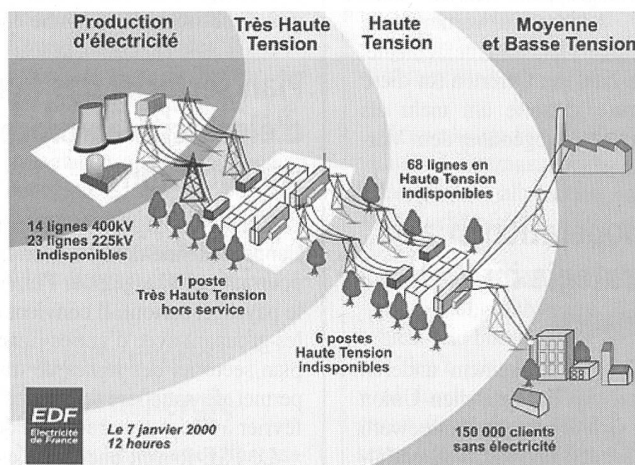 Production
d'électricité
Très Haute
Tension
Haute
Tension
Moyenne
et Basse Tension
68 lignes en
Haute Tension
indisponibles
14 lignes 400kV
23 lignes 225kV
indisponibles
1 poste
Très Haute Tension
hors service
6 postes
Haute Tension
indisponibles
EDF
Electricité
de France
Le 7 janvier 2000
12 heures
150 000 clients
sans électricité